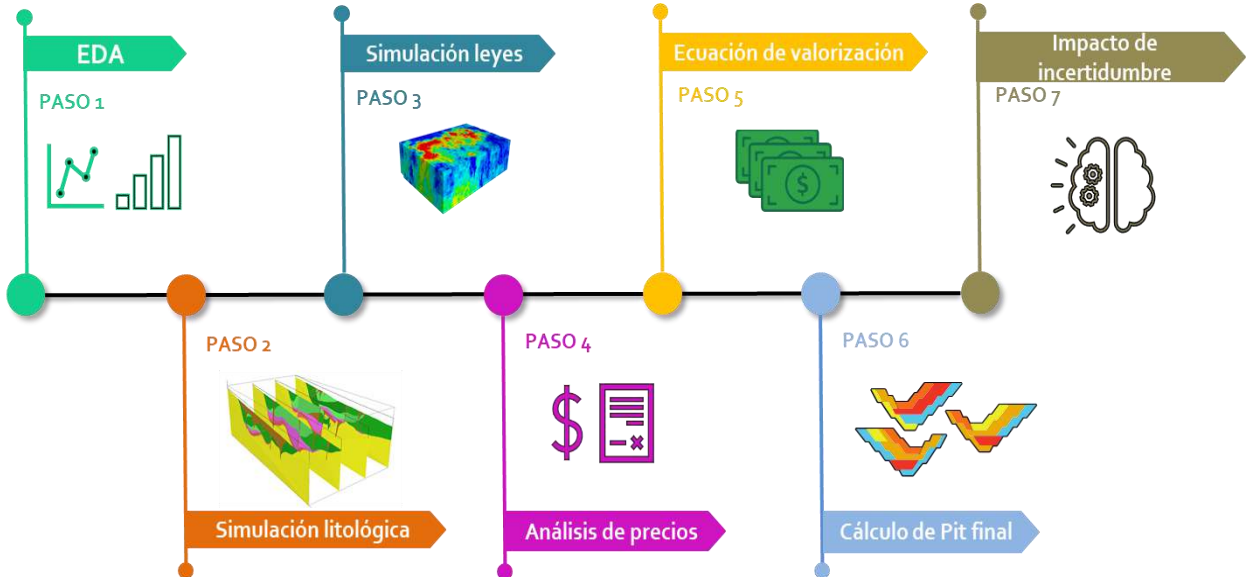 EDA
PASO 1
PASO 2
Simulación litológica
Simulación leyes
PASO 3
PASO 4
Análisis de precios
Ecuación de valorización
PASO 5
PASO 6
Cálculo de Pit final
Impacto de
incertidumbre
PASO 7